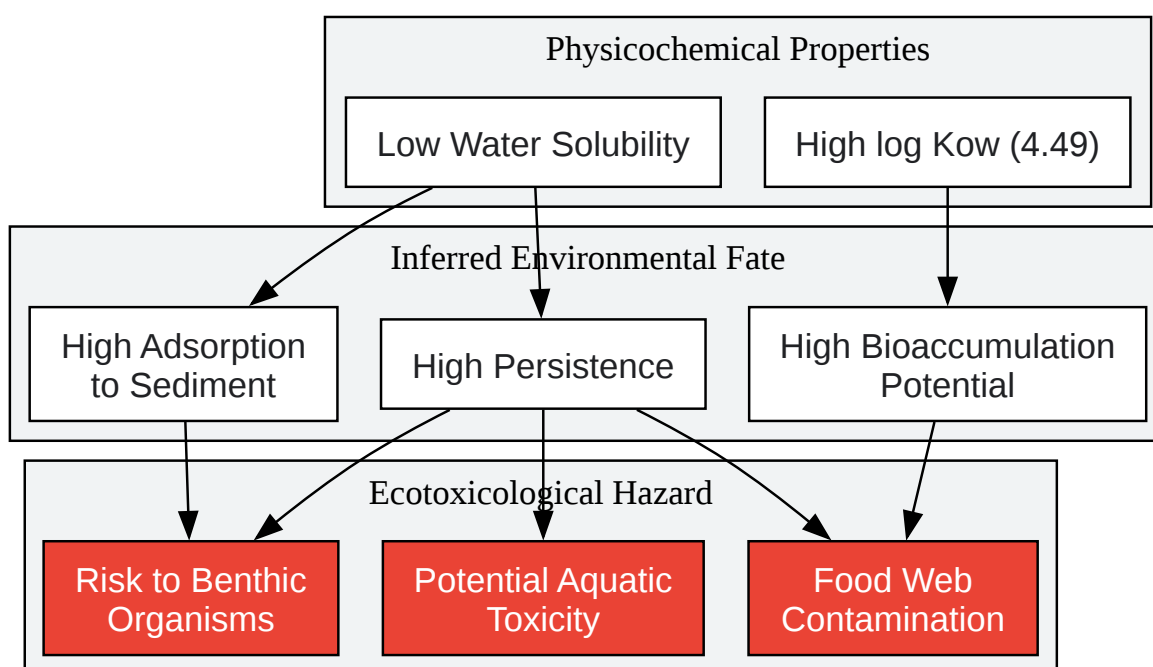 Physicochemical Properties
Low Water Solubility
High log Kow (4.49)
Inferred Environmental Fate
High Adsorption
to Sediment
High Persistence
High Bioaccumulation
Potential
Ecotoxicological Hazard
Risk to Benthic
Organisms
Potential Aquatic
Toxicity
Food Web
Contamination